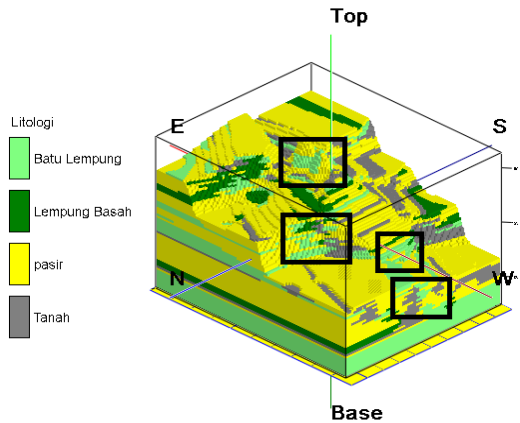 Top
E
S
Litologi
Batu Lempung
Lempung Basah
pasir
Tanah
N
W
Base